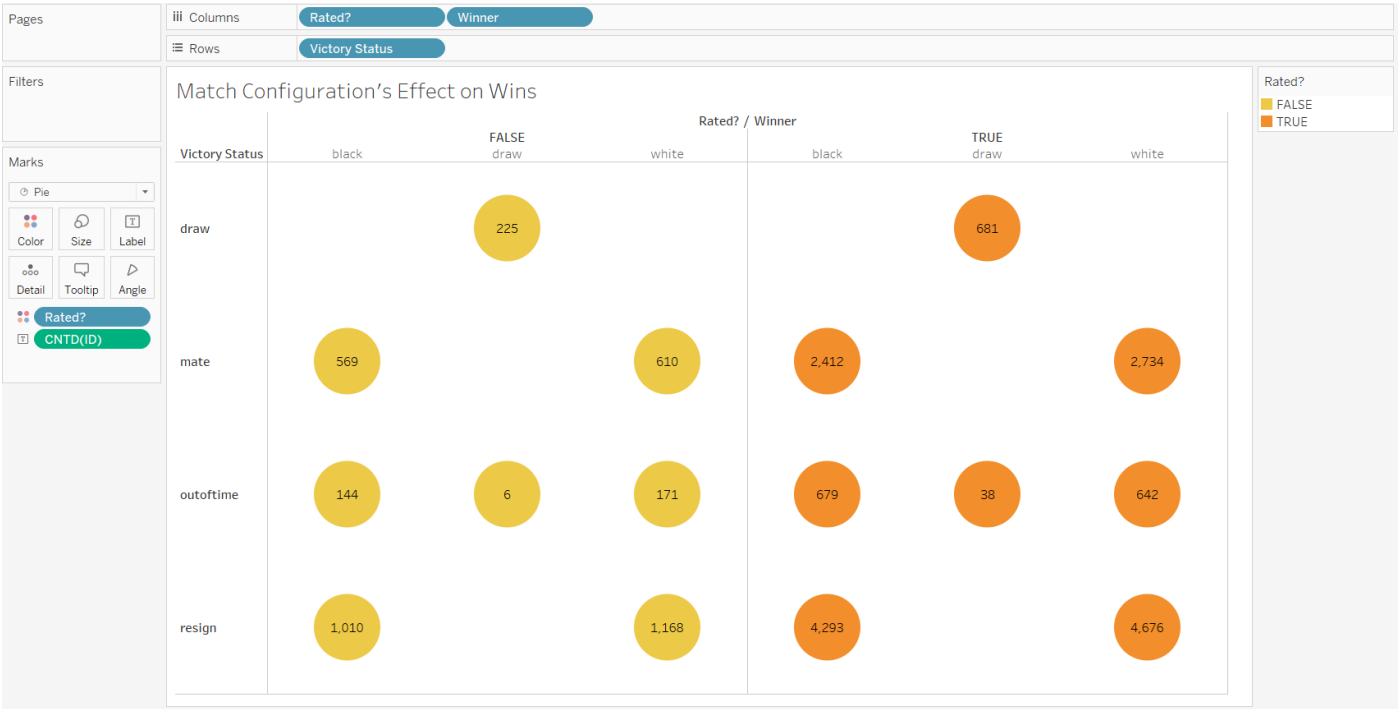 Pages
Columns Rated? Winner
Rows Victory Status
Filters
Marks
Pie
Color Size Label
Detail Tooltip Angle
Rated?
CNTD(ID)
Match Configuration's Effect on Wins
Rated? / Winner
FALSE TRUE
Victory Status black draw white black draw white
draw 225 681
mate 569 610 2,412 2,734
outoftime 144 6 171 679 38 642
resign 1,010 1,168 4,293 4,676
Rated?
FALSE
TRUE